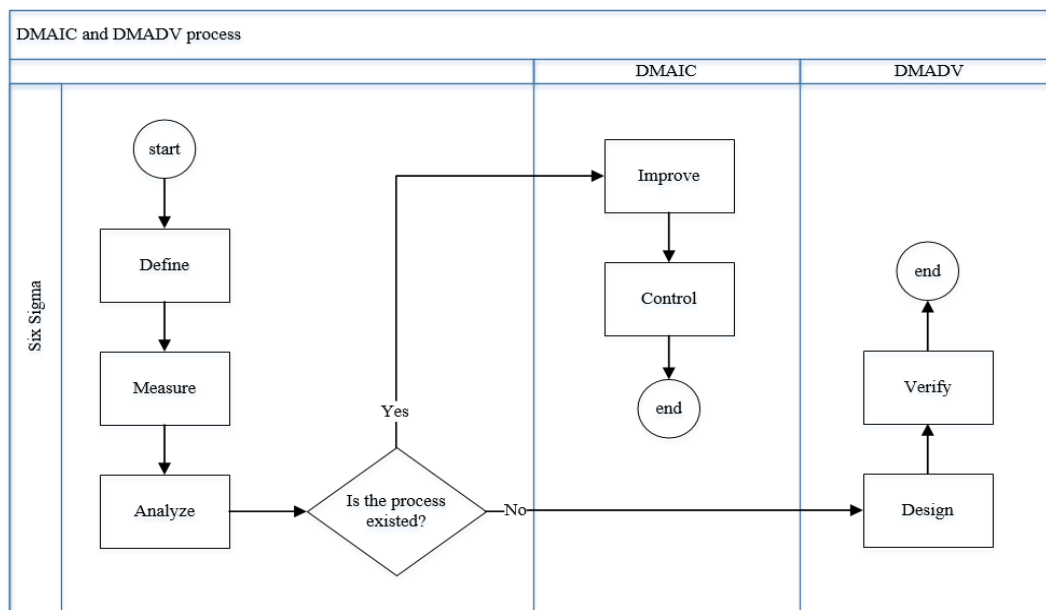 DMAIC and DMADV process
DMAIC
DMADV
Six Sigma
start
Define
Measure
Analyze
Is the process
existed?
Yes
No
Improve
Control
end
end
Verify
Design